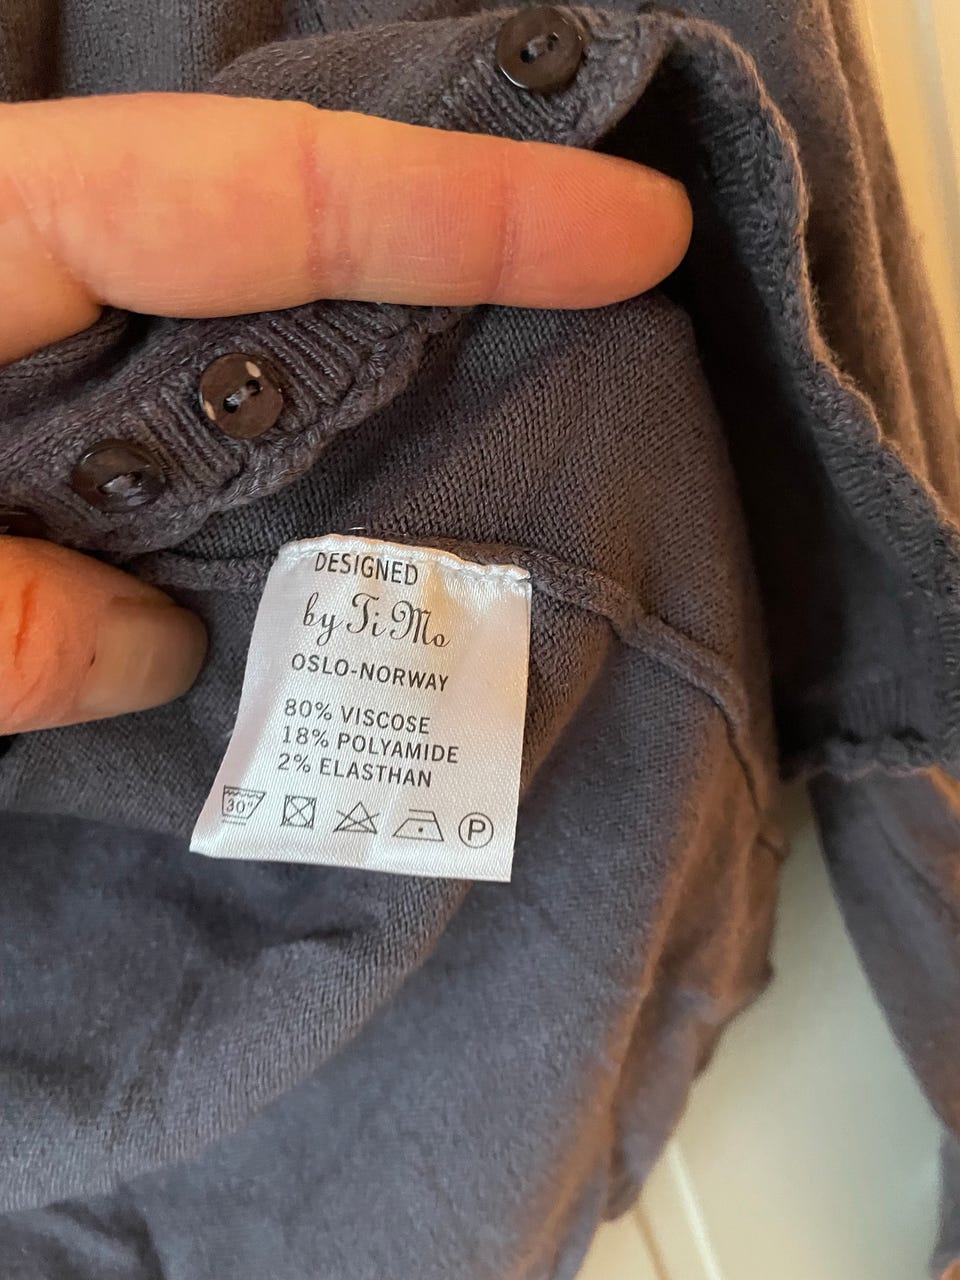 DESIGNED
by Ti Mo
OSLO-NORWAY
80% VISCOSE
18% POLYAMIDE
2% ELASTHAN
30° P